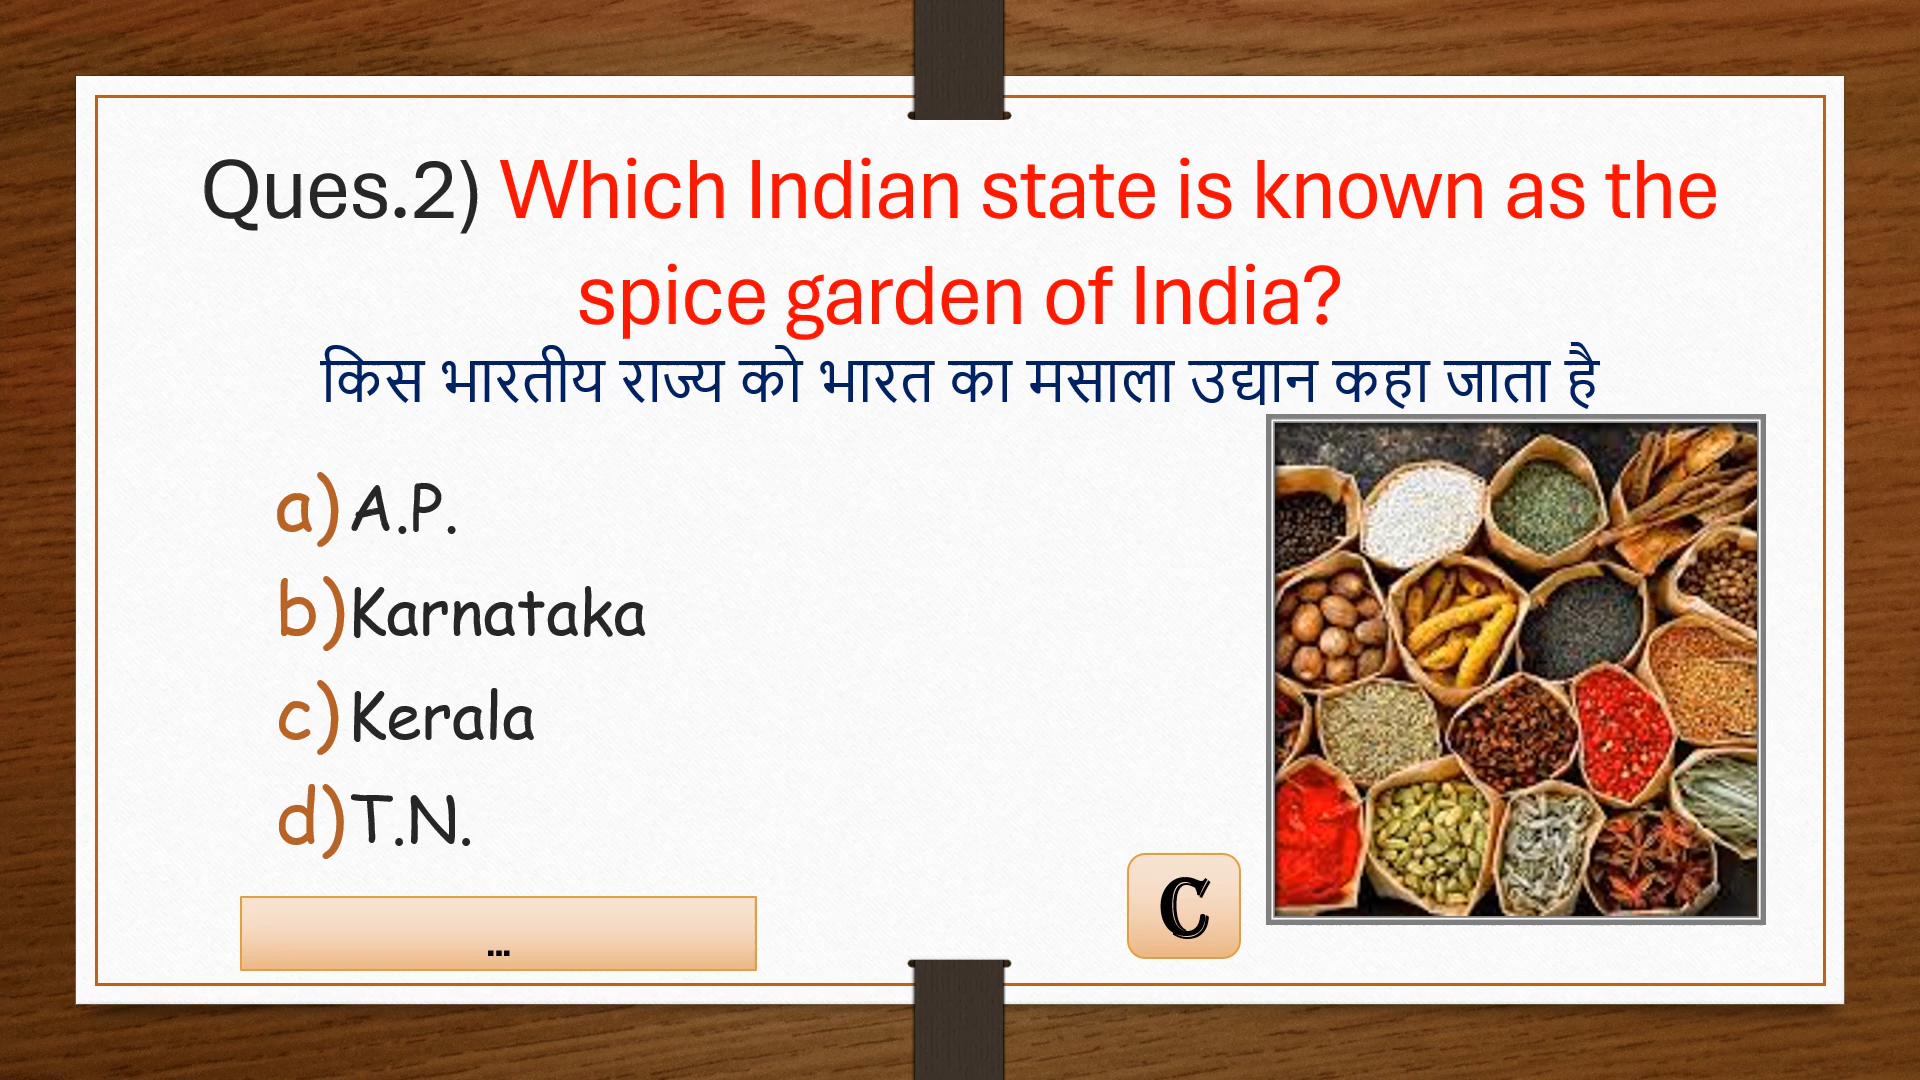 Ques.2) Which Indian state is known as the
spice garden of India?
किस भारतीय राज्य को भारत का मसाला उद्यान कहा जाता है
a) A.P.
b) Karnataka
c) Kerala
d) T.N.
...
C